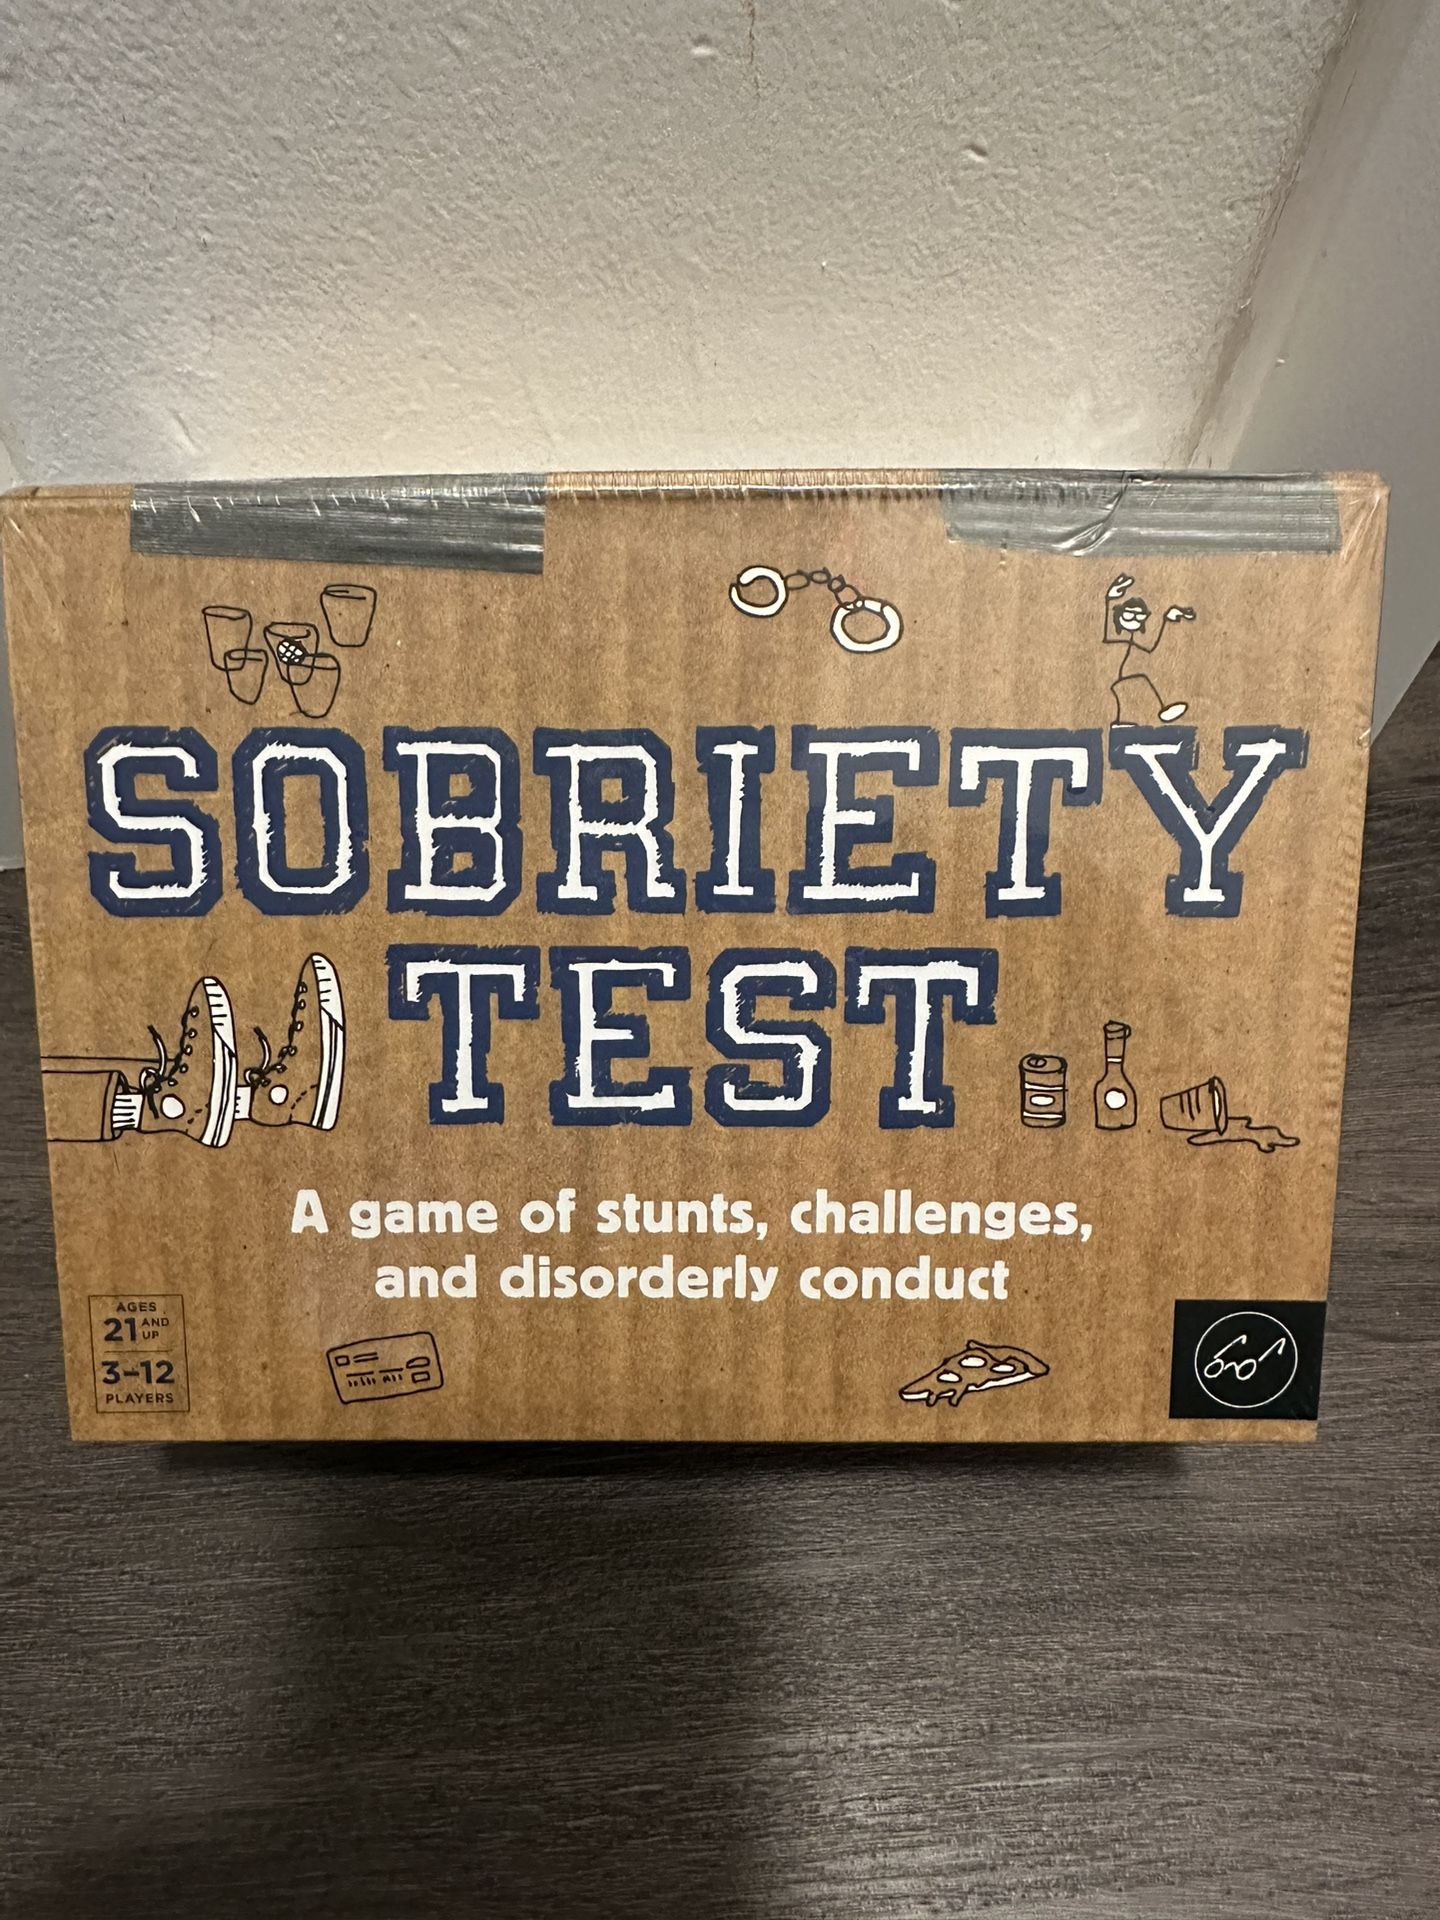 SOBRIETY
TEST
A game of stunts, challenges,
and disorderly conduct
AGES
21 AND UP
3-12
PLAYERS